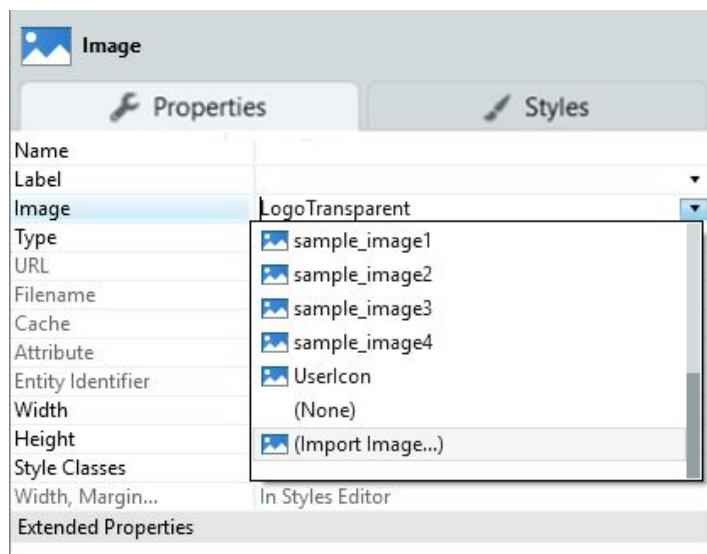 Image
Properties Styles
Name
Label
Image LogoTransparent
Type sample_image1
URL sample_image2
Filename sample_image3
Cache sample_image4
Attribute UserIcon
Entity Identifier (None)
Width (Import Image...)
Height
Style Classes
Width, Margin... In Styles Editor
Extended Properties